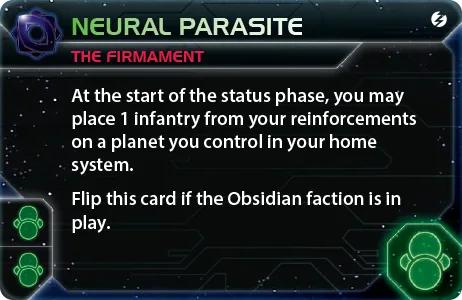 NEURAL PARASITE
THE FIRMAMENT
At the start of the status phase, you may
place 1 infantry from your reinforcements
on a planet you control in your home
system.
Flip this card if the Obsidian faction is in
play.